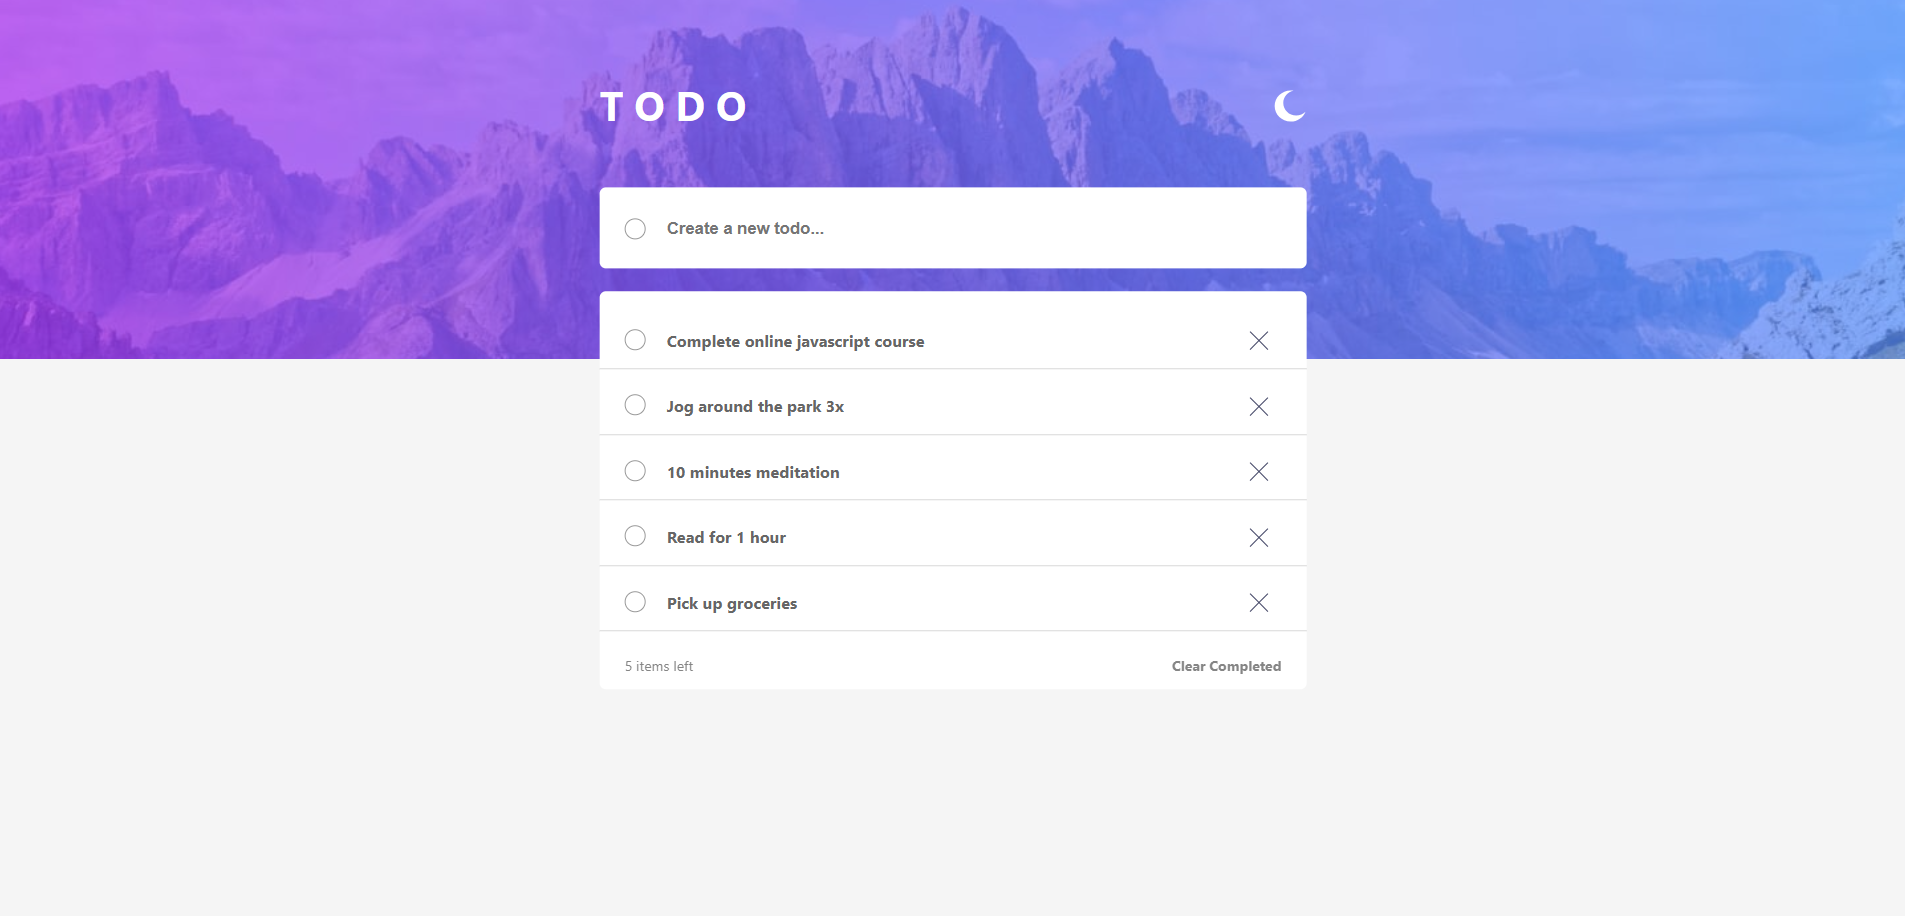 TODO
Create a new todo...
Complete online javascript course
Jog around the park 3x
10 minutes meditation
Read for 1 hour
Pick up groceries
5 items left
Clear Completed